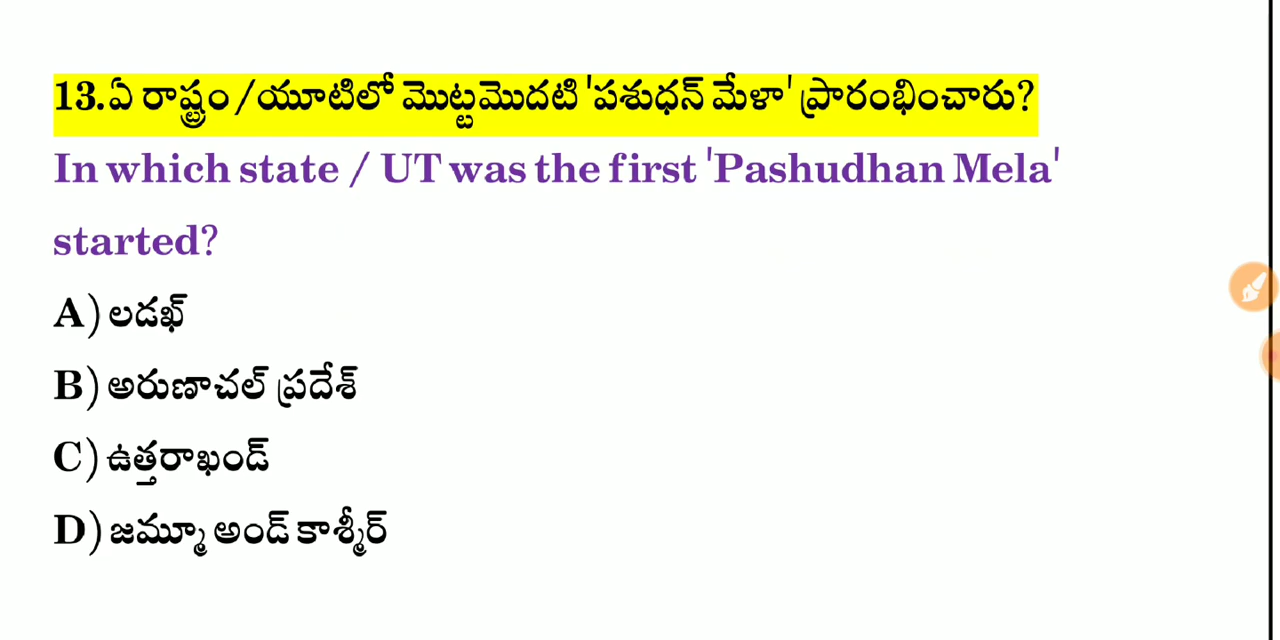 13.ఏ రాష్ట్రం/యూటిలో మొట్టమొదటి 'పశుధన్ మేళా' ప్రారంభించారు?
In which state / UT was the first 'Pashudhan Mela'
started?
A) లడఖ్
B) అరుణాచల్ ప్రదేశ్
C) ఉత్తరాఖండ్
D) జమ్మూ అండ్ కాశ్మీర్